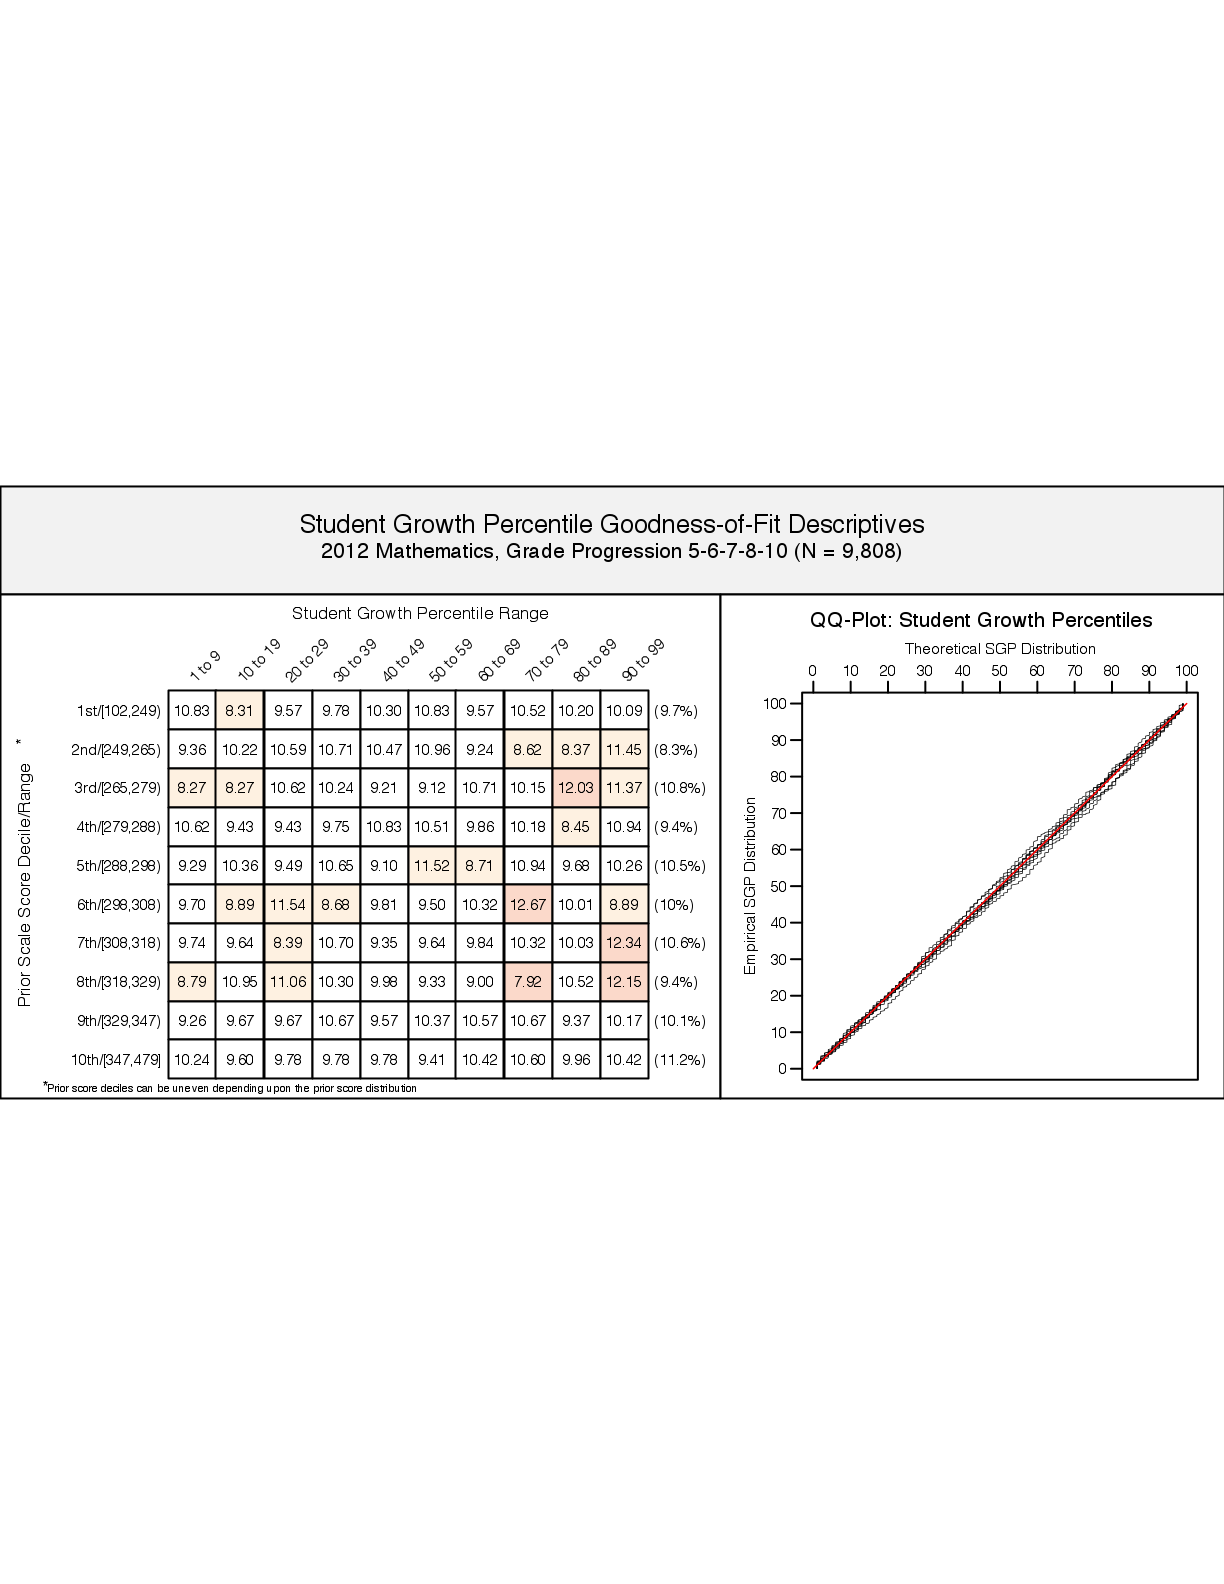 Student Growth Percentile Goodness-of-Fit Descriptives
2012 Mathematics, Grade Progression 5-6-7-8-10 (N = 9,808)
Student Growth Percentile Range
1 to 9 10 to 19 20 to 29 30 to 39 40 to 49 50 to 59 60 to 69 70 to 79 80 to 89 90 to 99
Prior Scale Score Decile/Range *
1st/[102,249) 10.83 8.31 9.57 9.78 10.30 10.83 9.57 10.52 10.20 10.09 (9.7%)
2nd/[249,265) 9.36 10.22 10.59 10.71 10.47 10.96 9.24 8.62 8.37 11.45 (8.3%)
3rd/[265,279) 8.27 8.27 10.62 10.24 9.21 9.12 10.71 10.15 12.03 11.37 (10.8%)
4th/[279,288) 10.62 9.43 9.43 9.75 10.83 10.51 9.86 10.18 8.45 10.94 (9.4%)
5th/[288,298) 9.29 10.36 9.49 10.65 9.10 11.52 8.71 10.94 9.68 10.26 (10.5%)
6th/[298,308) 9.70 8.89 11.54 8.68 9.81 9.50 10.32 12.67 10.01 8.89 (10%)
7th/[308,318) 9.74 9.64 8.39 10.70 9.35 9.64 9.84 10.32 10.03 12.34 (10.6%)
8th/[318,329) 8.79 10.95 11.06 10.30 9.98 9.33 9.00 7.92 10.52 12.15 (9.4%)
9th/[329,347) 9.26 9.67 9.67 10.67 9.57 10.37 10.57 10.67 9.37 10.17 (10.1%)
10th/[347,479] 10.24 9.60 9.78 9.78 9.78 9.41 10.42 10.60 9.96 10.42 (11.2%)
*Prior score deciles can be uneven depending upon the prior score distribution
QQ-Plot: Student Growth Percentiles
Theoretical SGP Distribution
0 10 20 30 40 50 60 70 80 90 100
Empirical SGP Distribution
100
90
80
70
60
50
40
30
20
10
0